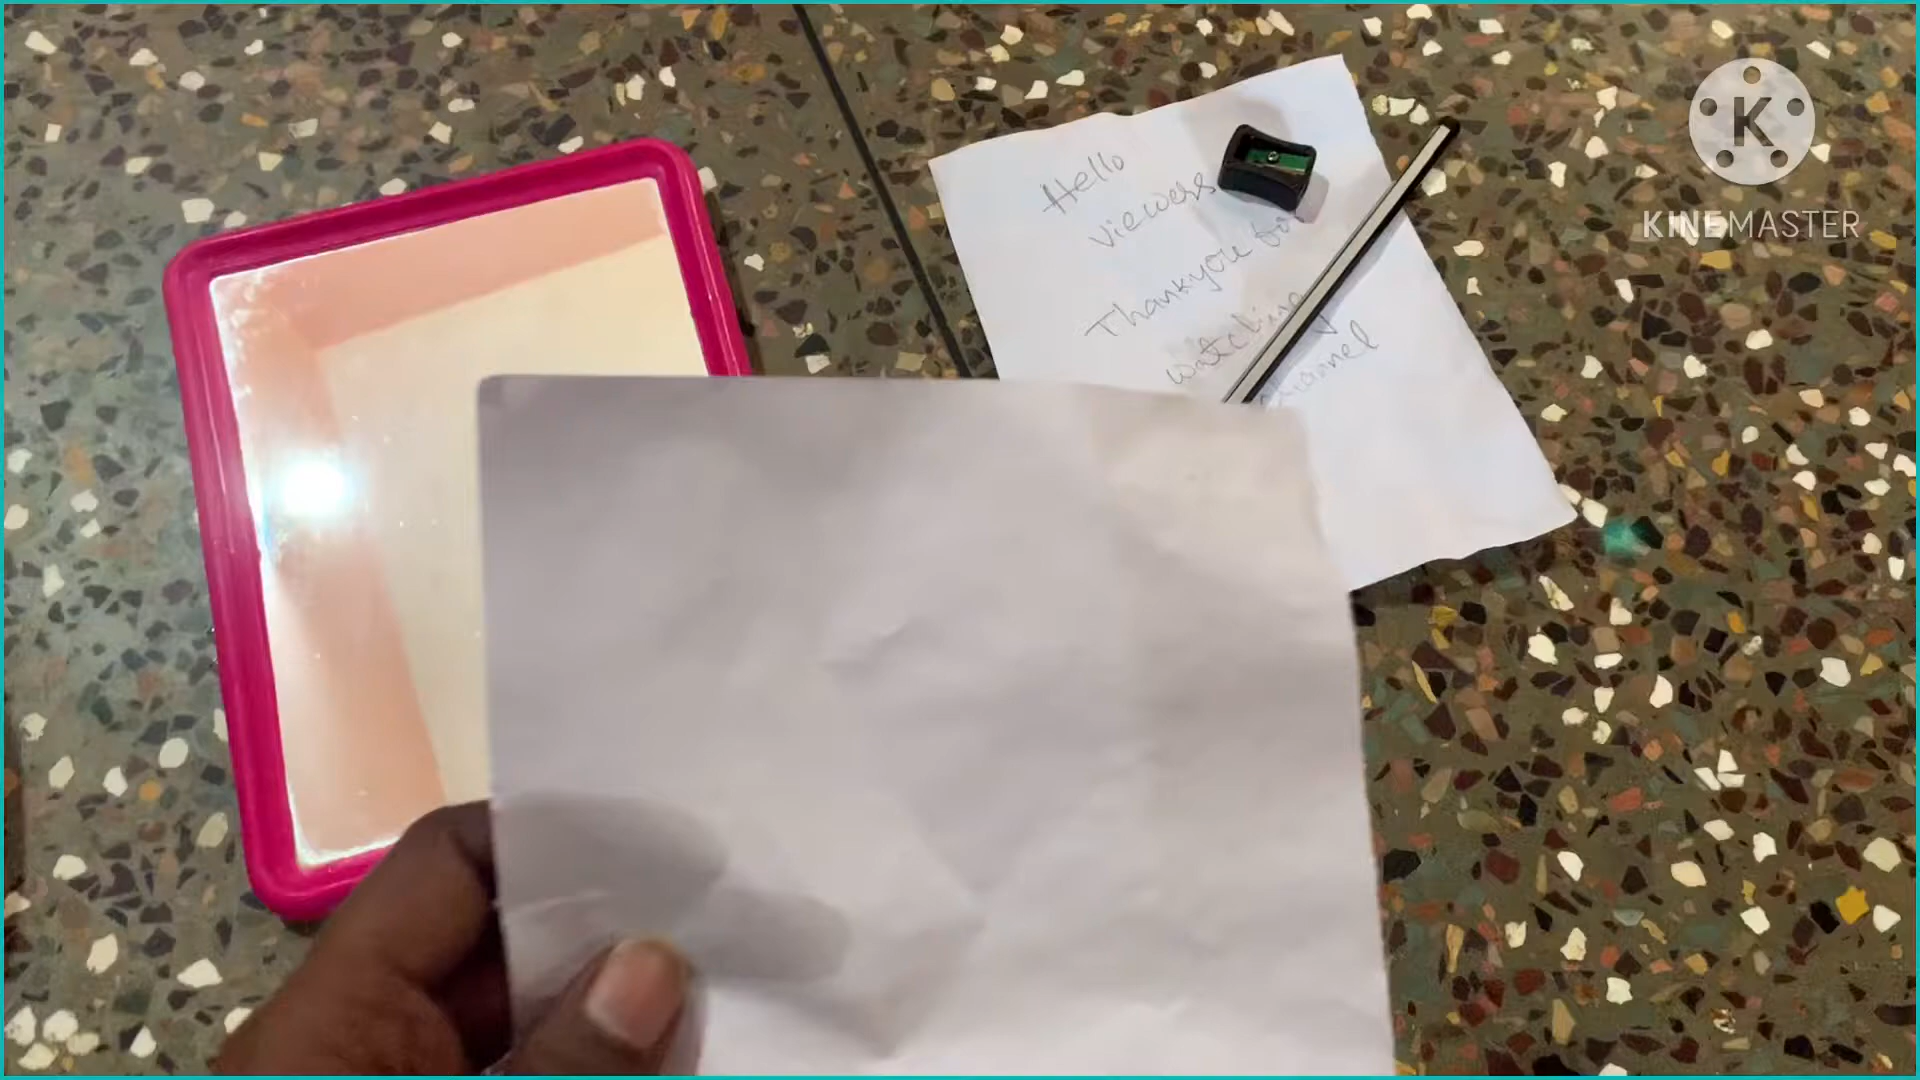 Hello
viewers
Thankyou for
watching
channel
K
KINEMASTER